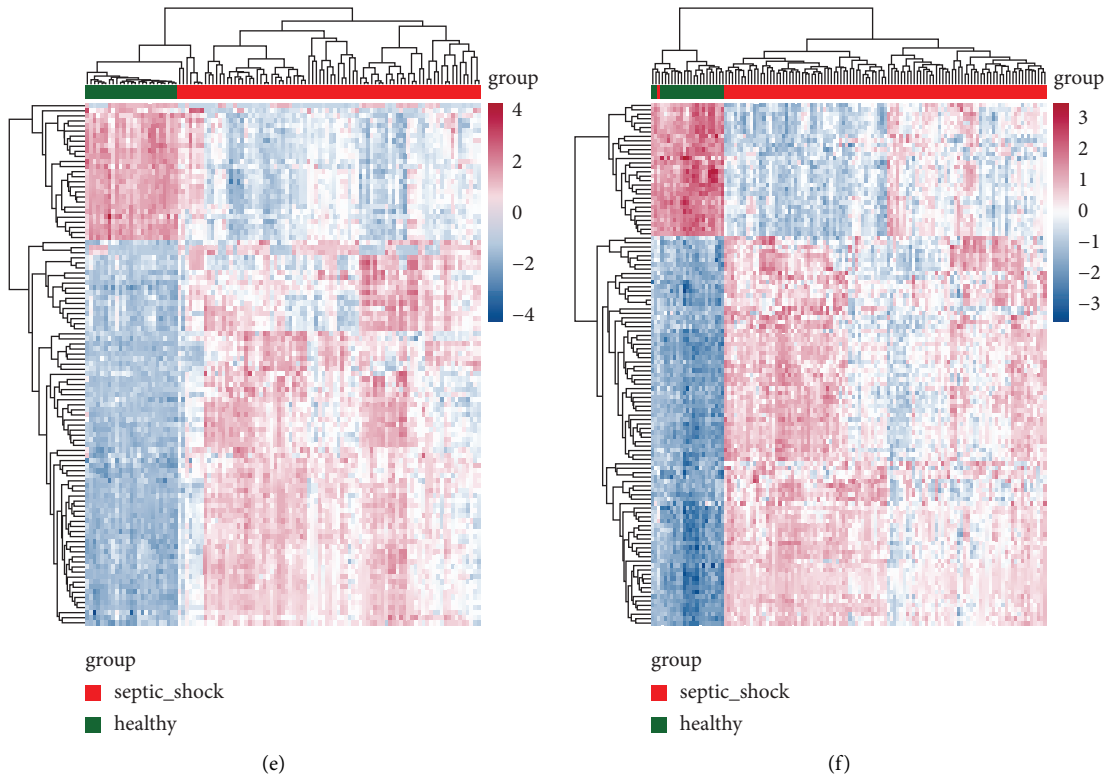 group
4
2
0
−2
−4
group
septic_shock
healthy
(e)
group
3
2
1
0
−1
−2
−3
group
septic_shock
healthy
(f)